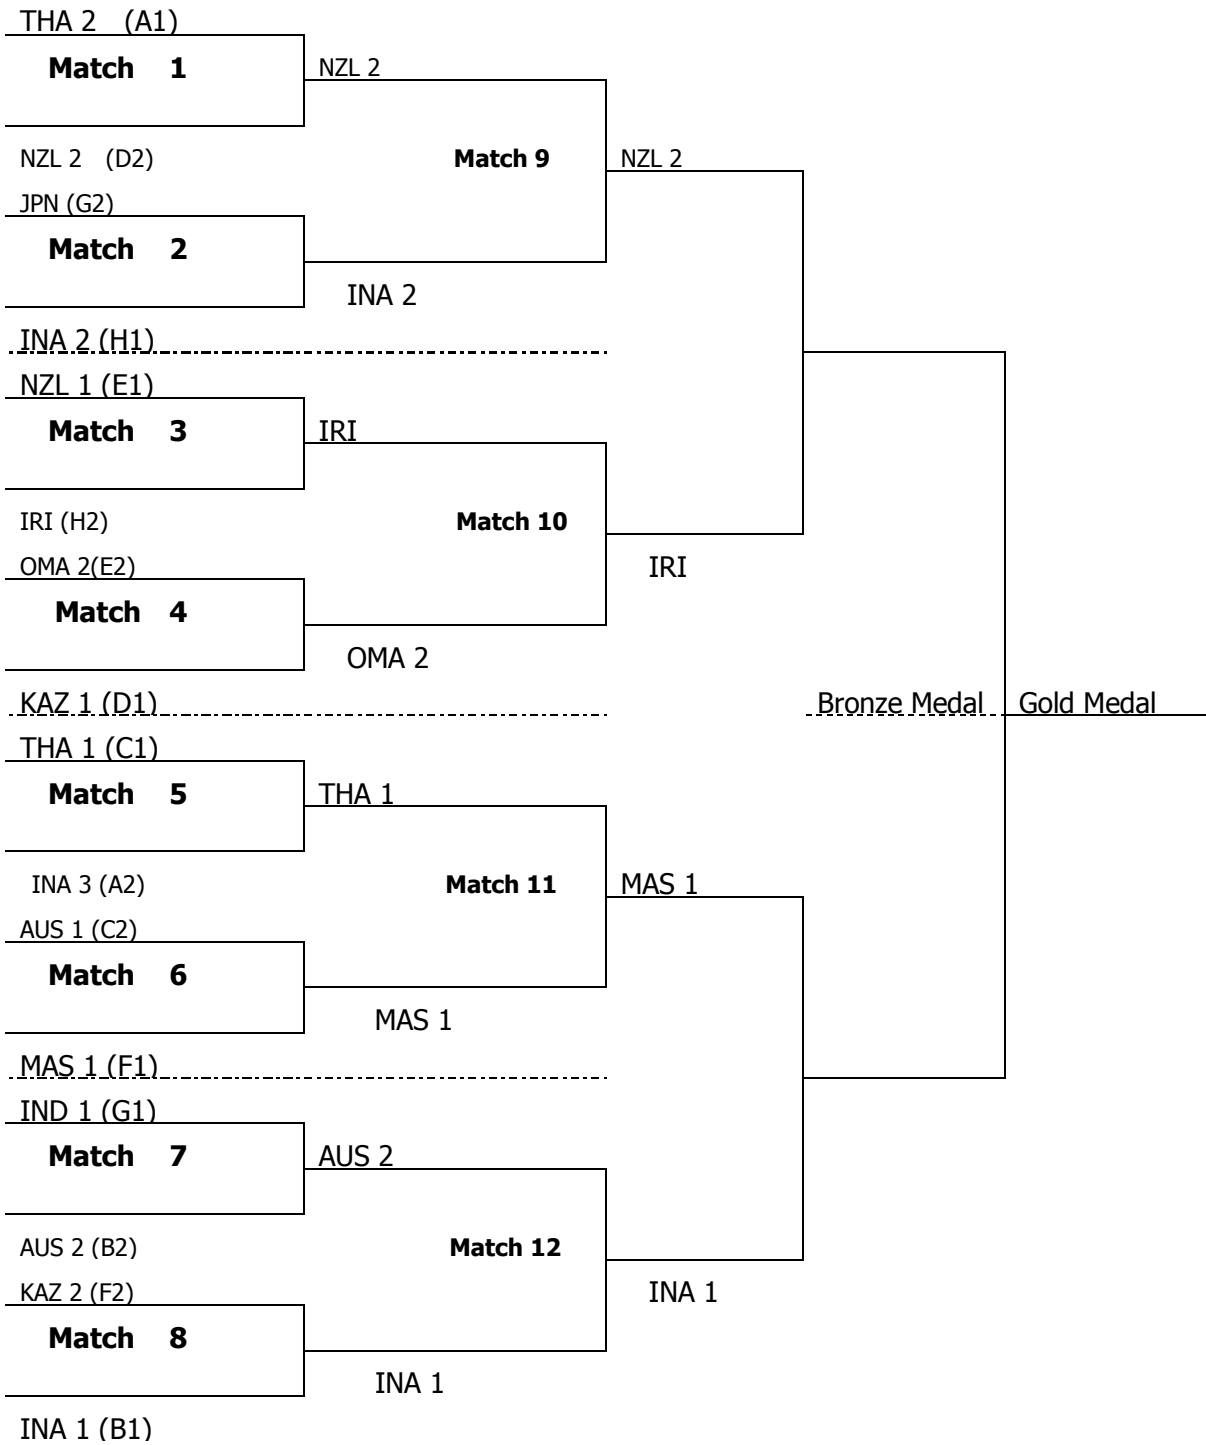 THA 2 (A1)
Match 1 NZL 2
NZL 2 (D2) Match 9 NZL 2
JPN (G2)
Match 2
INA 2
INA 2 (H1)
NZL 1 (E1)
Match 3 IRI
IRI (H2) Match 10
OMA 2(E2) IRI
Match 4
OMA 2
KAZ 1 (D1) Bronze Medal Gold Medal
THA 1 (C1)
Match 5 THA 1
INA 3 (A2) Match 11 MAS 1
AUS 1 (C2)
Match 6
MAS 1
MAS 1 (F1)
IND 1 (G1)
Match 7 AUS 2
AUS 2 (B2) Match 12
KAZ 2 (F2) INA 1
Match 8
INA 1
INA 1 (B1)